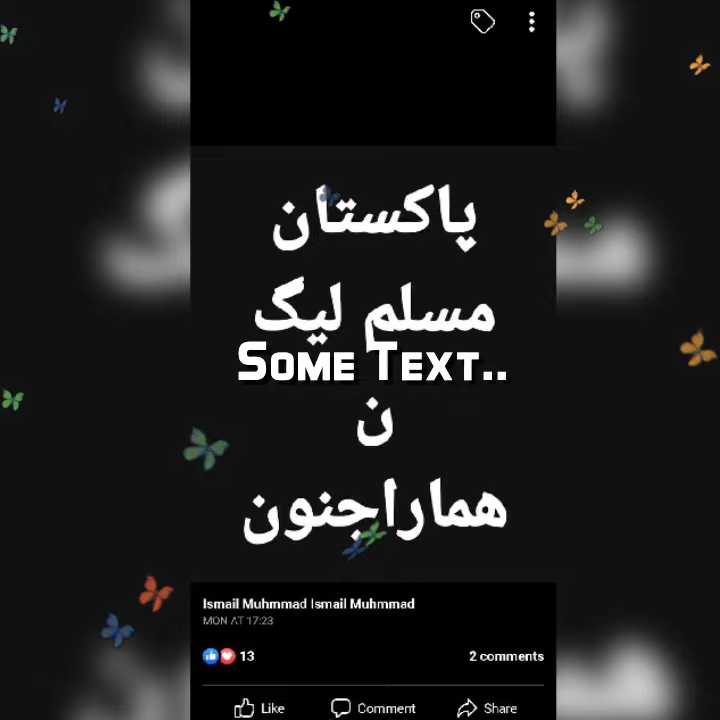 پاکستان
مسلم لیگ
SOME TEXT..
ن
ھماراجنون
Ismail Muhmmad Ismail Muhmmad
MON AT 17:23
13
2 comments
Like
Comment
Share